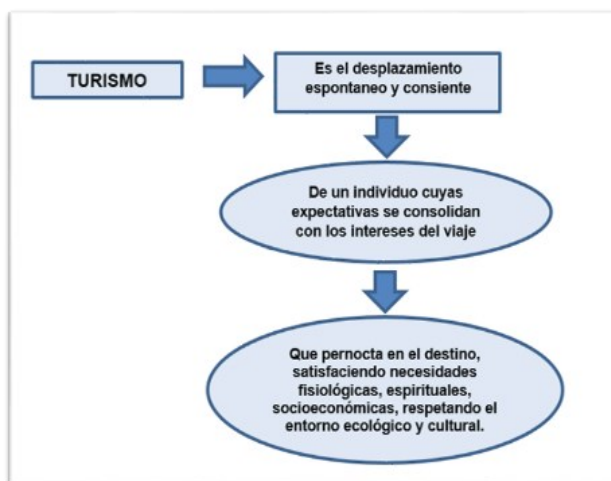 TURISMO
Es el desplazamiento
espontaneo y consiente
De un individuo cuyas
expectativas se consolidan
con los intereses del viaje
Que pernocta en el destino,
satisfaciendo necesidades
fisiológicas, espirituales,
socioeconómicas, respetando el
entorno ecológico y cultural.